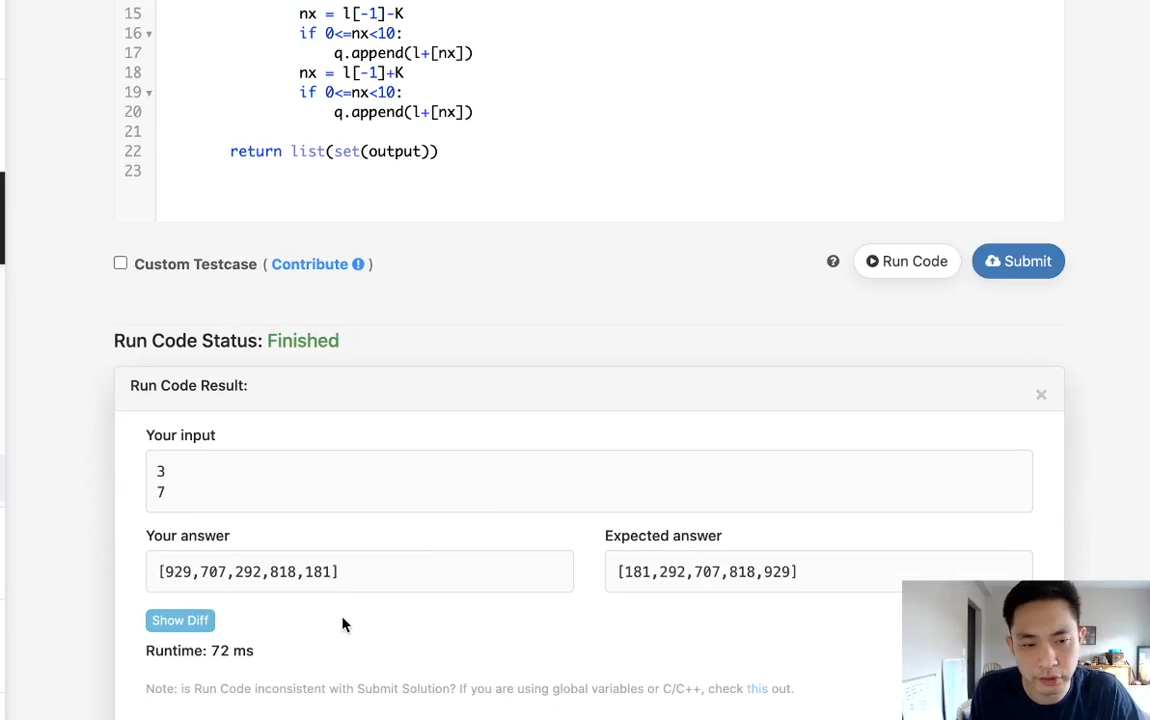 15 nx = l[-1]-K
16 if 0<=nx<10:
17 q.append(l+[nx])
18 nx = l[-1]+K
19 if 0<=nx<10:
20 q.append(l+[nx])
21
22 return list(set(output))
23
Custom Testcase ( Contribute )
Run Code Submit
Run Code Status: Finished
Run Code Result:
Your input
3
7
Your answer Expected answer
[929,707,292,818,181] [181,292,707,818,929]
Show Diff
Runtime: 72 ms
Note: is Run Code inconsistent with Submit Solution? If you are using global variables or C/C++, check this out.